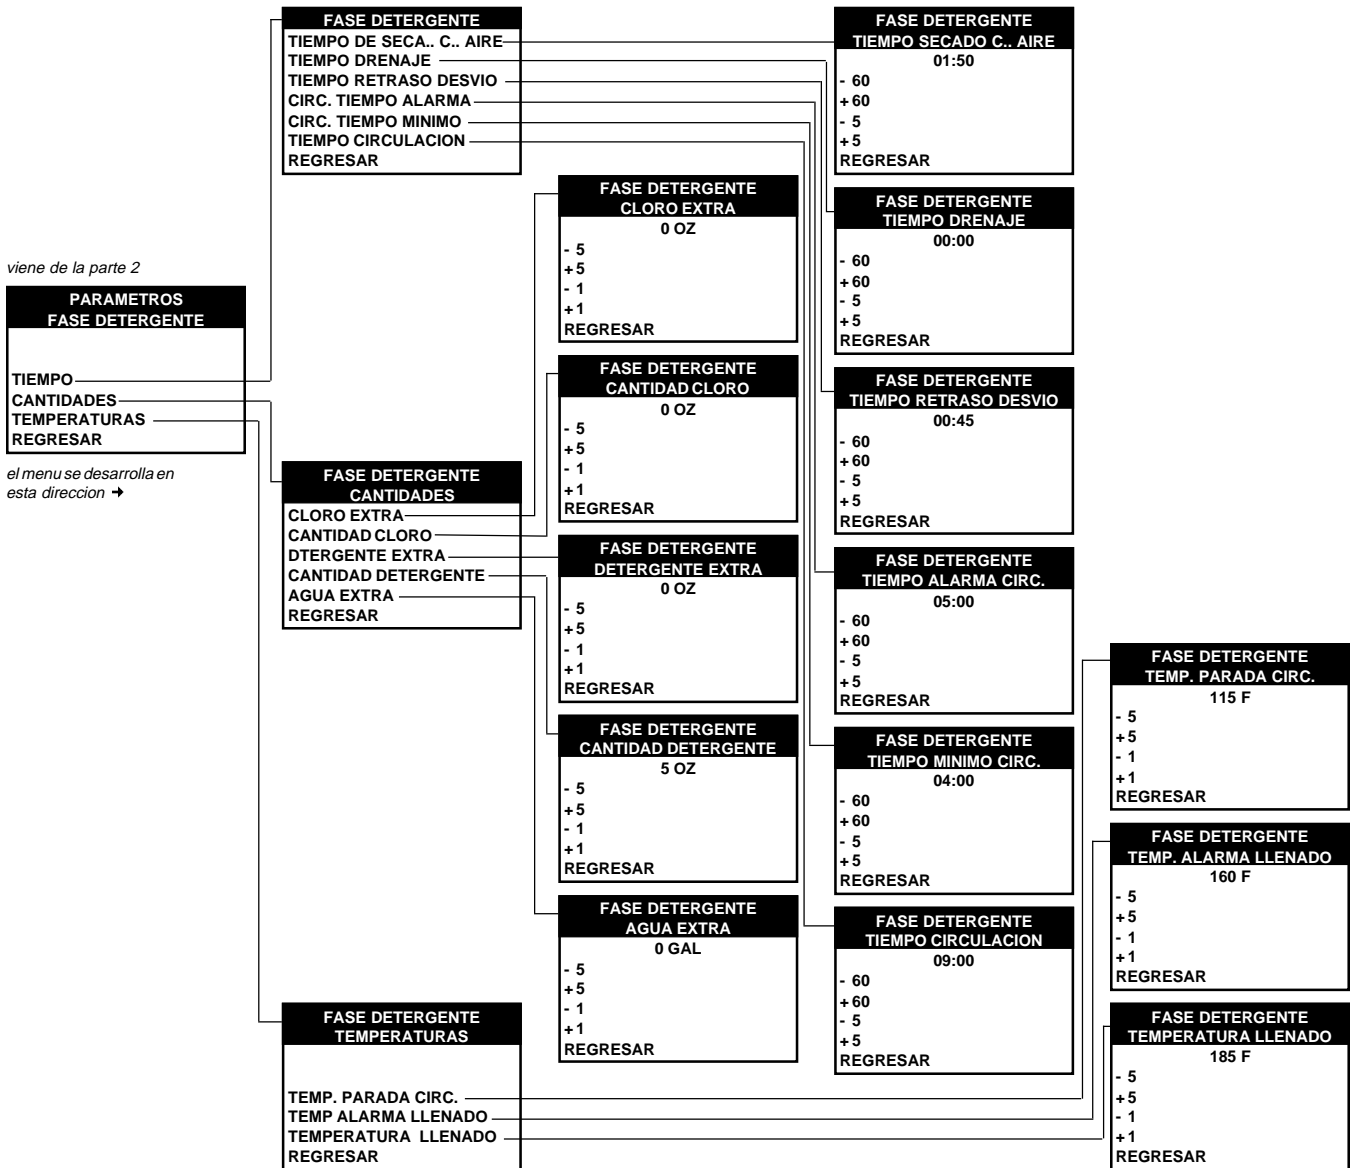 viene de la parte 2
PARAMETROS
FASE DETERGENTE
TIEMPO
CANTIDADES
TEMPERATURAS
REGRESAR
el menu se desarrolla en
esta direccion →
FASE DETERGENTE
TIEMPO DE SECA.. C.. AIRE
TIEMPO DRENAJE
TIEMPO RETRASO DESVIO
CIRC. TIEMPO ALARMA
CIRC. TIEMPO MINIMO
TIEMPO CIRCULACION
REGRESAR
FASE DETERGENTE
CANTIDADES
CLORO EXTRA
CANTIDAD CLORO
DTERGENTE EXTRA
CANTIDAD DETERGENTE
AGUA EXTRA
REGRESAR
FASE DETERGENTE
TEMPERATURAS
TEMP. PARADA CIRC.
TEMP ALARMA LLENADO
TEMPERATURA LLENADO
REGRESAR
FASE DETERGENTE
CLORO EXTRA
0 OZ
- 5
+5
- 1
+1
REGRESAR
FASE DETERGENTE
CANTIDAD CLORO
0 OZ
- 5
+5
- 1
+1
REGRESAR
FASE DETERGENTE
DETERGENTE EXTRA
0 OZ
- 5
+5
- 1
+1
REGRESAR
FASE DETERGENTE
CANTIDAD DETERGENTE
5 OZ
- 5
+5
- 1
+1
REGRESAR
FASE DETERGENTE
AGUA EXTRA
0 GAL
- 5
+5
- 1
+1
REGRESAR
FASE DETERGENTE
TIEMPO SECADO C.. AIRE
01:50
- 60
+60
- 5
+5
REGRESAR
FASE DETERGENTE
TIEMPO DRENAJE
00:00
- 60
+60
- 5
+5
REGRESAR
FASE DETERGENTE
TIEMPO RETRASO DESVIO
00:45
- 60
+60
- 5
+5
REGRESAR
FASE DETERGENTE
TIEMPO ALARMA CIRC.
05:00
- 60
+60
- 5
+5
REGRESAR
FASE DETERGENTE
TIEMPO MINIMO CIRC.
04:00
- 60
+60
- 5
+5
REGRESAR
FASE DETERGENTE
TIEMPO CIRCULACION
09:00
- 60
+60
- 5
+5
REGRESAR
FASE DETERGENTE
TEMP. PARADA CIRC.
115 F
- 5
+5
- 1
+1
REGRESAR
FASE DETERGENTE
TEMP. ALARMA LLENADO
160 F
- 5
+5
- 1
+1
REGRESAR
FASE DETERGENTE
TEMPERATURA LLENADO
185 F
- 5
+5
- 1
+1
REGRESAR